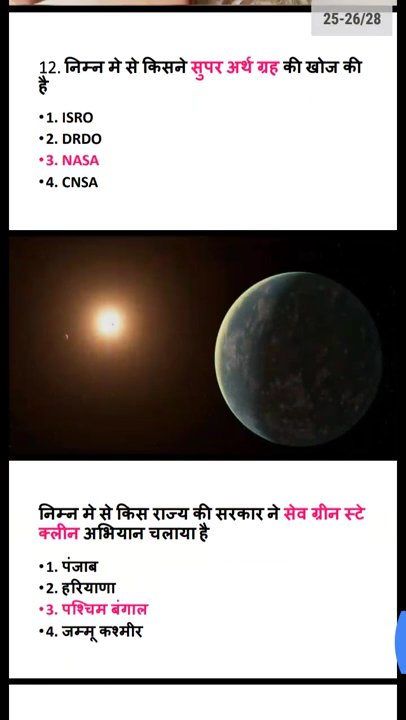 25-26/28
12. निम्न मे से किसने सुपर अर्थ ग्रह की खोज की
है
•1. ISRO
•2. DRDO
•3. NASA
•4. CNSA
निम्न मे से किस राज्य की सरकार ने सेव ग्रीन स्टे
क्लीन अभियान चलाया है
•1. पंजाब
•2. हरियाणा
•3. पश्चिम बंगाल
•4. जम्मू कश्मीर